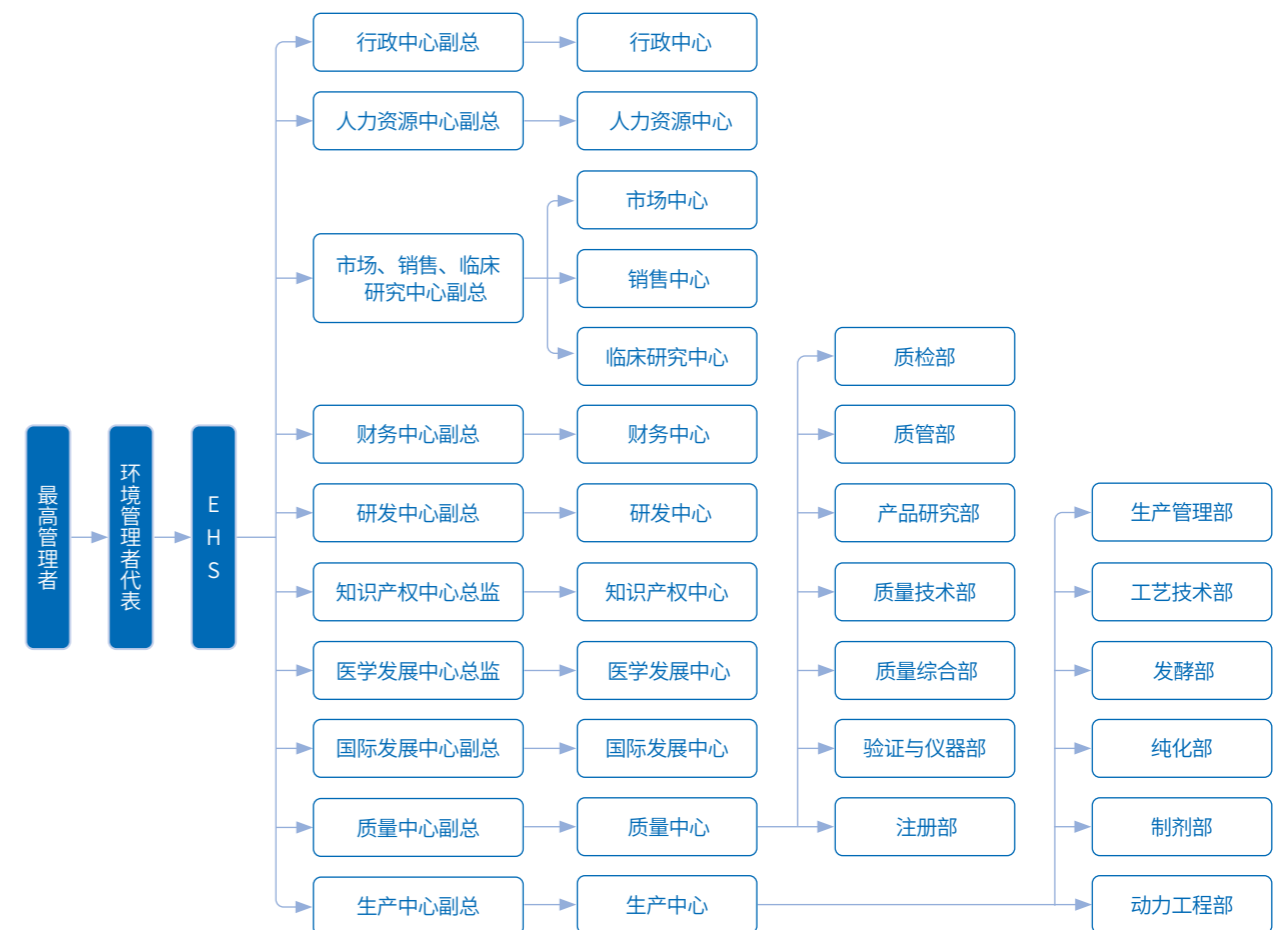 最高管理者
环境管理者代表
EHS
行政中心副总
人力资源中心副总
市场、销售、临床
研究中心副总
财务中心副总
研发中心副总
知识产权中心总监
医学发展中心总监
国际发展中心副总
质量中心副总
生产中心副总
行政中心
人力资源中心
市场中心
销售中心
临床研究中心
财务中心
研发中心
知识产权中心
医学发展中心
国际发展中心
质量中心
生产中心
质检部
质管部
产品研究部
质量技术部
质量综合部
验证与仪器部
注册部
生产管理部
工艺技术部
发酵部
纯化部
制剂部
动力工程部